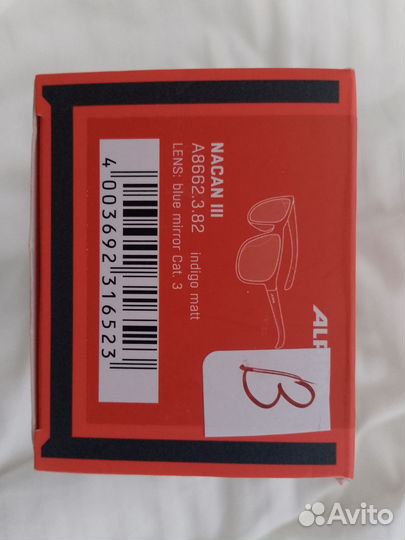 NACAN III
A8662.3.82 indigo matt
LENS: blue mirror Cat. 3
4 003692 316523
ALP
B
Avito